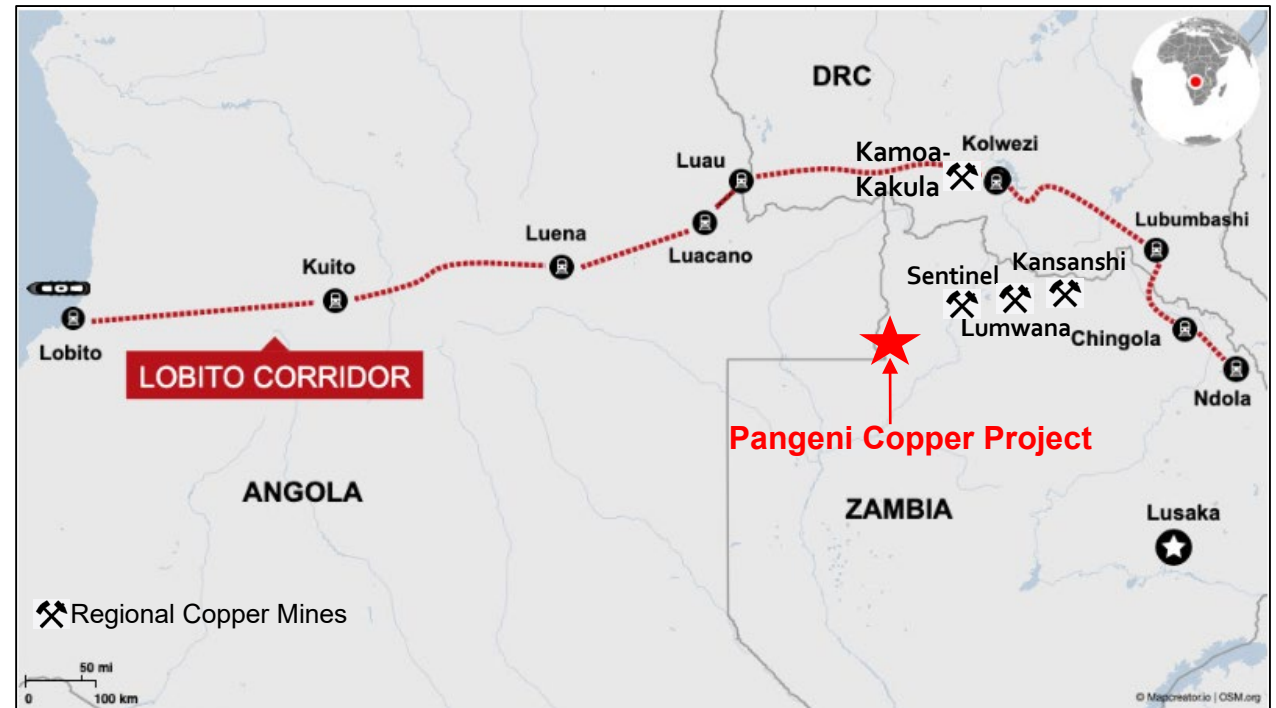 DRC
Kamoa-
Kakula
Kolwezi
Luau
Lubumbashi
Luena
Luacano
Kuito
Sentinel
Kansanshi
Lumwana
Chingola
Lobito
LOBITO CORRIDOR
Ndola
Pangeni Copper Project
ANGOLA
ZAMBIA
Lusaka
Regional Copper Mines
50 mi
0
100 km
© Mapcreator.io | OSM.org